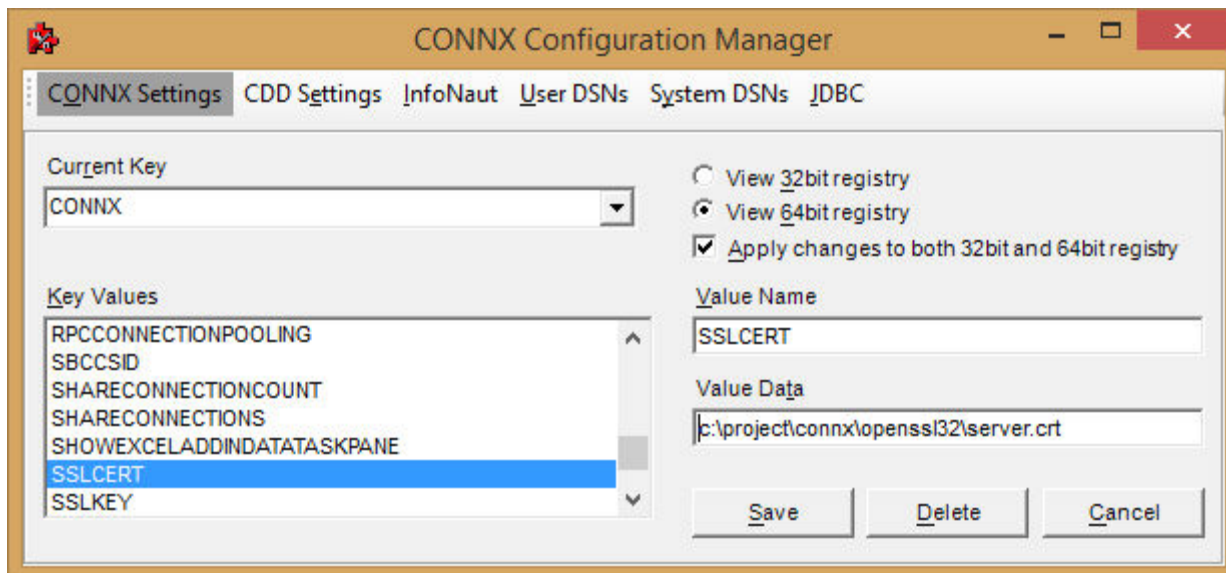 CONNX Configuration Manager
CONNX Settings CDD Settings InfoNaut User DSNs System DSNs JDBC
Current Key
CONNX
View 32bit registry
View 64bit registry
Apply changes to both 32bit and 64bit registry
Key Values
RPCCONNECTIONPOOLING
SBCCSID
SHARECONNECTIONCOUNT
SHARECONNECTIONS
SHOWEXCELADDINDATATASKPANE
SSLCERT
SSLKEY
Value Name
SSLCERT
Value Data
c:\project\connx\openssl32\server.crt
Save Delete Cancel